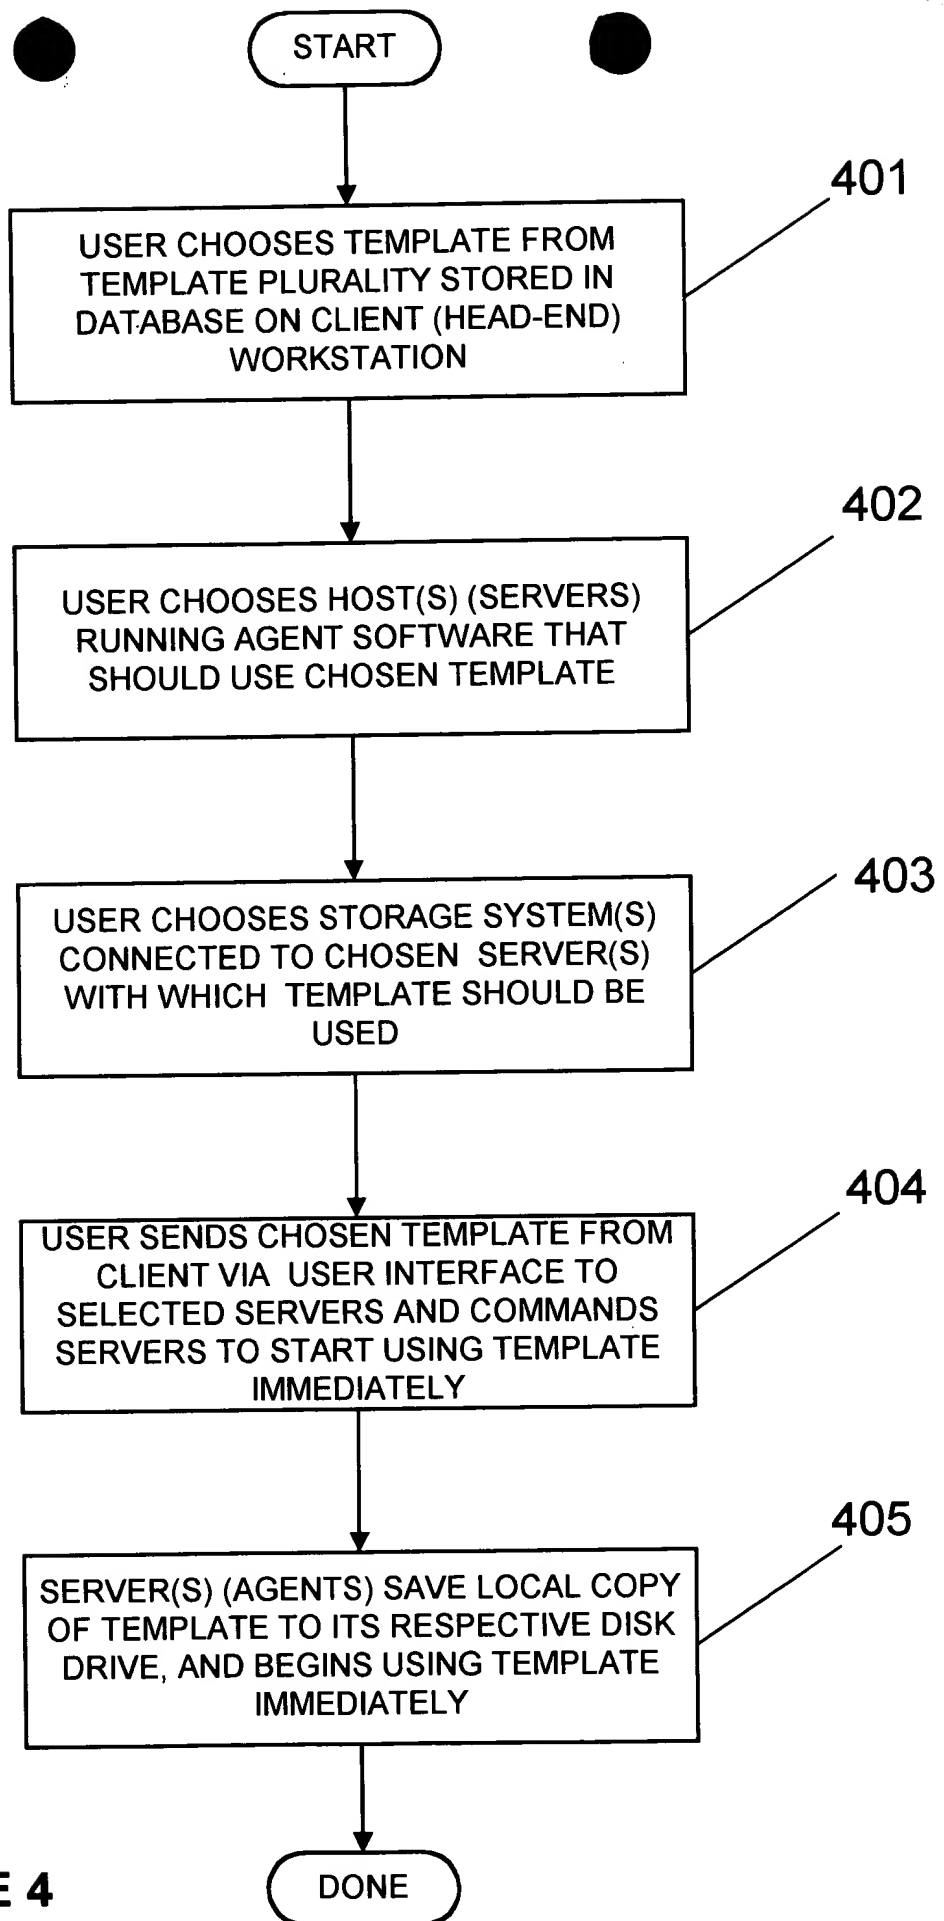 START
401
USER CHOOSES TEMPLATE FROM
TEMPLATE PLURALITY STORED IN
DATABASE ON CLIENT (HEAD-END)
WORKSTATION
402
USER CHOOSES HOST(S) (SERVERS)
RUNNING AGENT SOFTWARE THAT
SHOULD USE CHOSEN TEMPLATE
403
USER CHOOSES STORAGE SYSTEM(S)
CONNECTED TO CHOSEN SERVER(S)
WITH WHICH TEMPLATE SHOULD BE
USED
404
USER SENDS CHOSEN TEMPLATE FROM
CLIENT VIA USER INTERFACE TO
SELECTED SERVERS AND COMMANDS
SERVERS TO START USING TEMPLATE
IMMEDIATELY
405
SERVER(S) (AGENTS) SAVE LOCAL COPY
OF TEMPLATE TO ITS RESPECTIVE DISK
DRIVE, AND BEGINS USING TEMPLATE
IMMEDIATELY
DONE
E 4